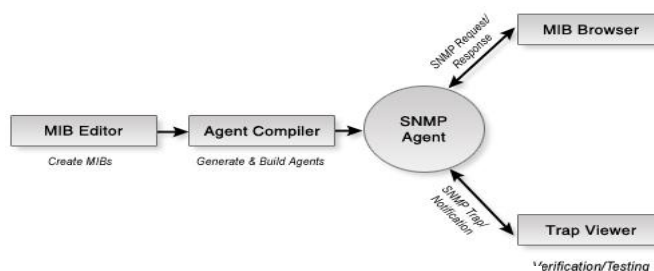 MIB Editor
Create MIBs
Agent Compiler
Generate & Build Agents
SNMP
Agent
SNMP Request/
Response
MIB Browser
SNMP Trap/
Notification
Trap Viewer
Verification/Testing